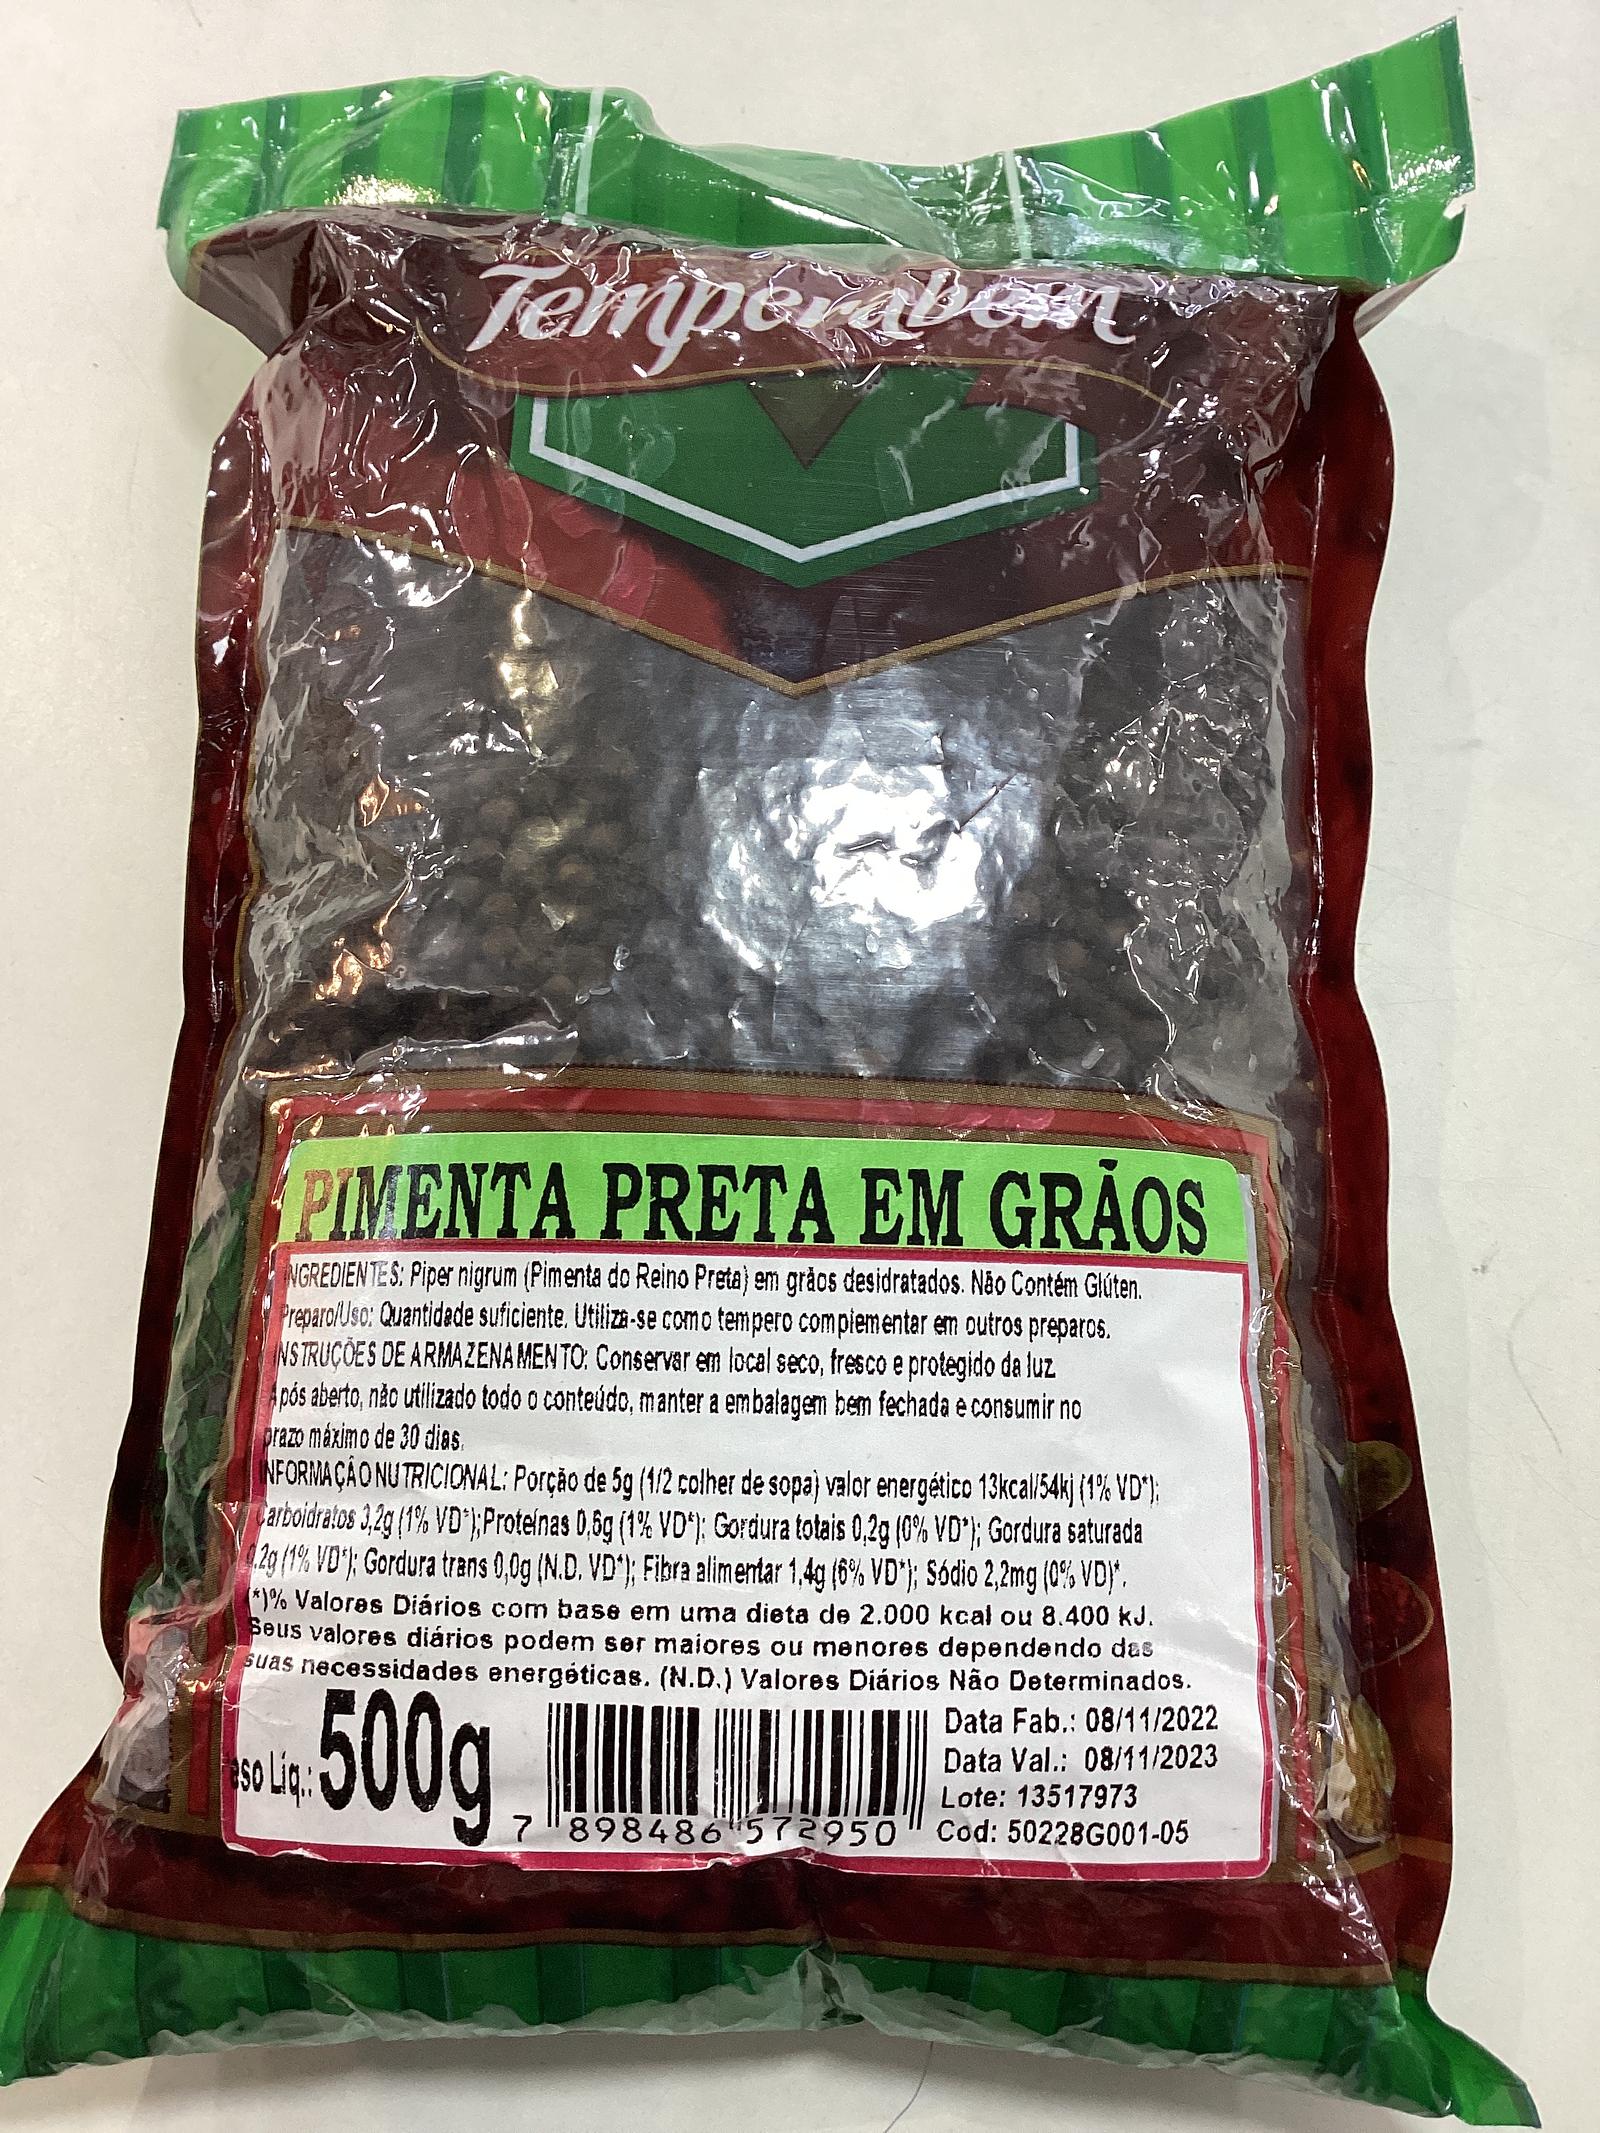 Temperabem
PIMENTA PRETA EM GRÃOS
INGREDIENTES: Piper nigrum (Pimenta do Reino Preta) em grãos desidratados. Não Contém Glúten.
Preparo/Uso: Quantidade suficiente. Utiliza-se como tempero complementar em outros preparos.
INSTRUÇÕES DE ARMAZENAMENTO: Conservar em local seco, fresco e protegido da luz
Após aberto, não utilizado todo o conteúdo, manter a embalagem bem fechada e consumir no
prazo máximo de 30 dias.
INFORMAÇÃO NUTRICIONAL: Porção de 5g (1/2 colher de sopa) valor energético 13kcal/54kj (1% VD*);
Carboidratos 3,2g (1% VD*);Proteínas 0,6g (1% VD*); Gordura totais 0,2g (0% VD*); Gordura saturada
0,2g (1% VD*); Gordura trans 0,0g (N.D. VD*); Fibra alimentar 1,4g (6% VD*); Sódio 2,2mg (0% VD)*.
(*)% Valores Diários com base em uma dieta de 2.000 kcal ou 8.400 kJ.
Seus valores diários podem ser maiores ou menores dependendo das
suas necessidades energéticas. (N.D.) Valores Diários Não Determinados.
eso Líq.: 500g
7 898486 572950
Data Fab.: 08/11/2022
Data Val.: 08/11/2023
Lote: 13517973
Cod: 50228G001-05